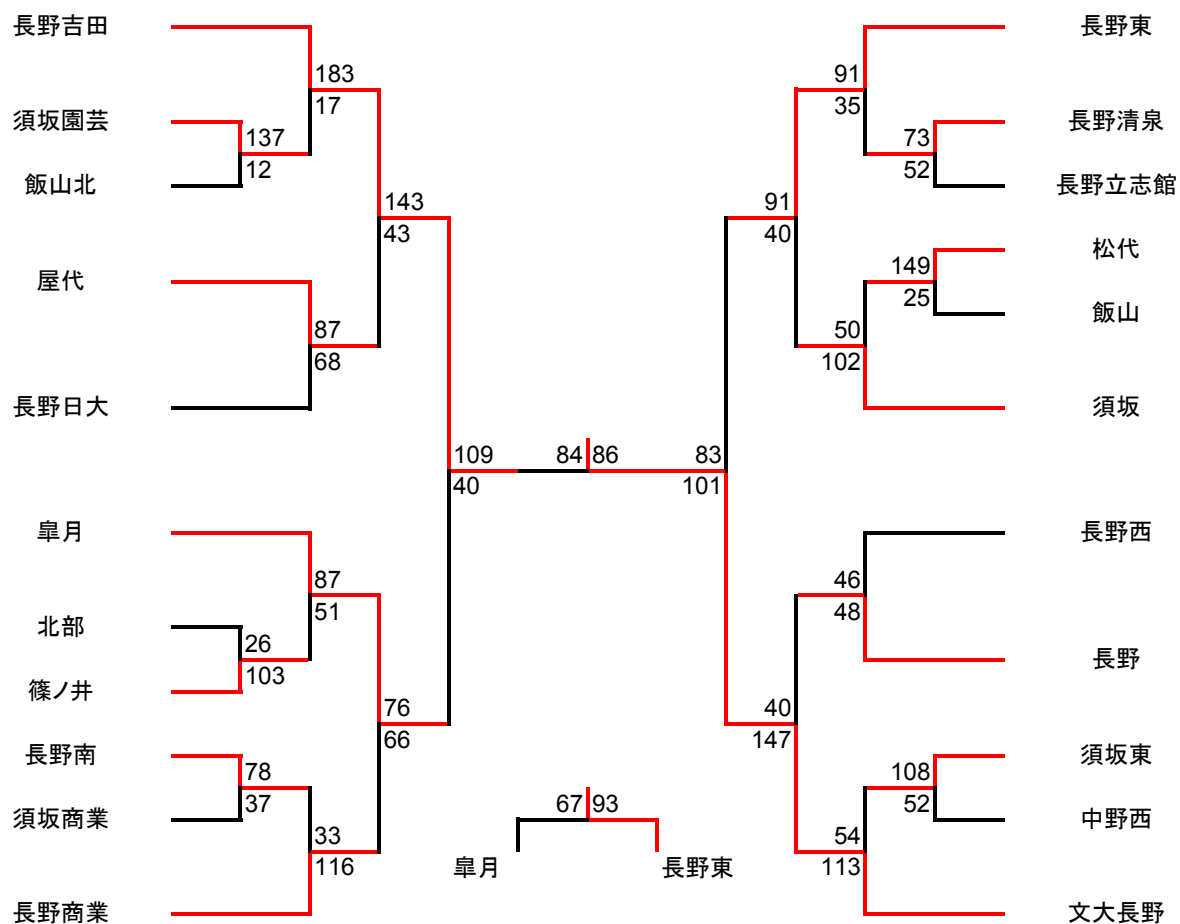 長野吉田
長野東
183
91
17
35
須坂園芸
長野清泉
137
73
12
52
飯山北
長野立志館
143
91
43
40
松代
149
25
屋代
飯山
87
50
68
102
長野日大
須坂
109
84 86
83
40
101
皐月
長野西
87
46
51
48
北部
26
103
長野
篠ノ井
76
40
66
147
長野南
須坂東
78
108
37
52
須坂商業
中野西
67 93
33
54
116
113
皐月
長野東
長野商業
文大長野